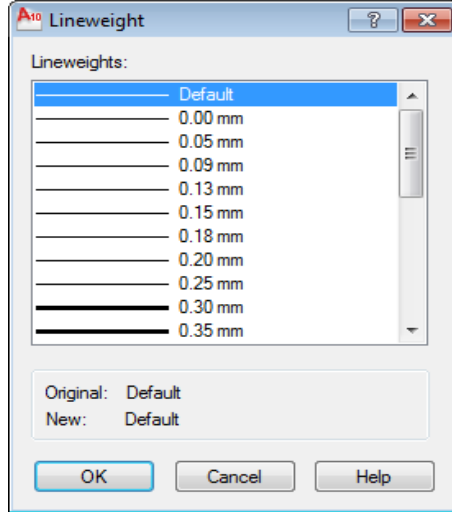 A10 Lineweight
Lineweights:
Default
0.00 mm
0.05 mm
0.09 mm
0.13 mm
0.15 mm
0.18 mm
0.20 mm
0.25 mm
0.30 mm
0.35 mm
Original: Default
New: Default
OK Cancel Help